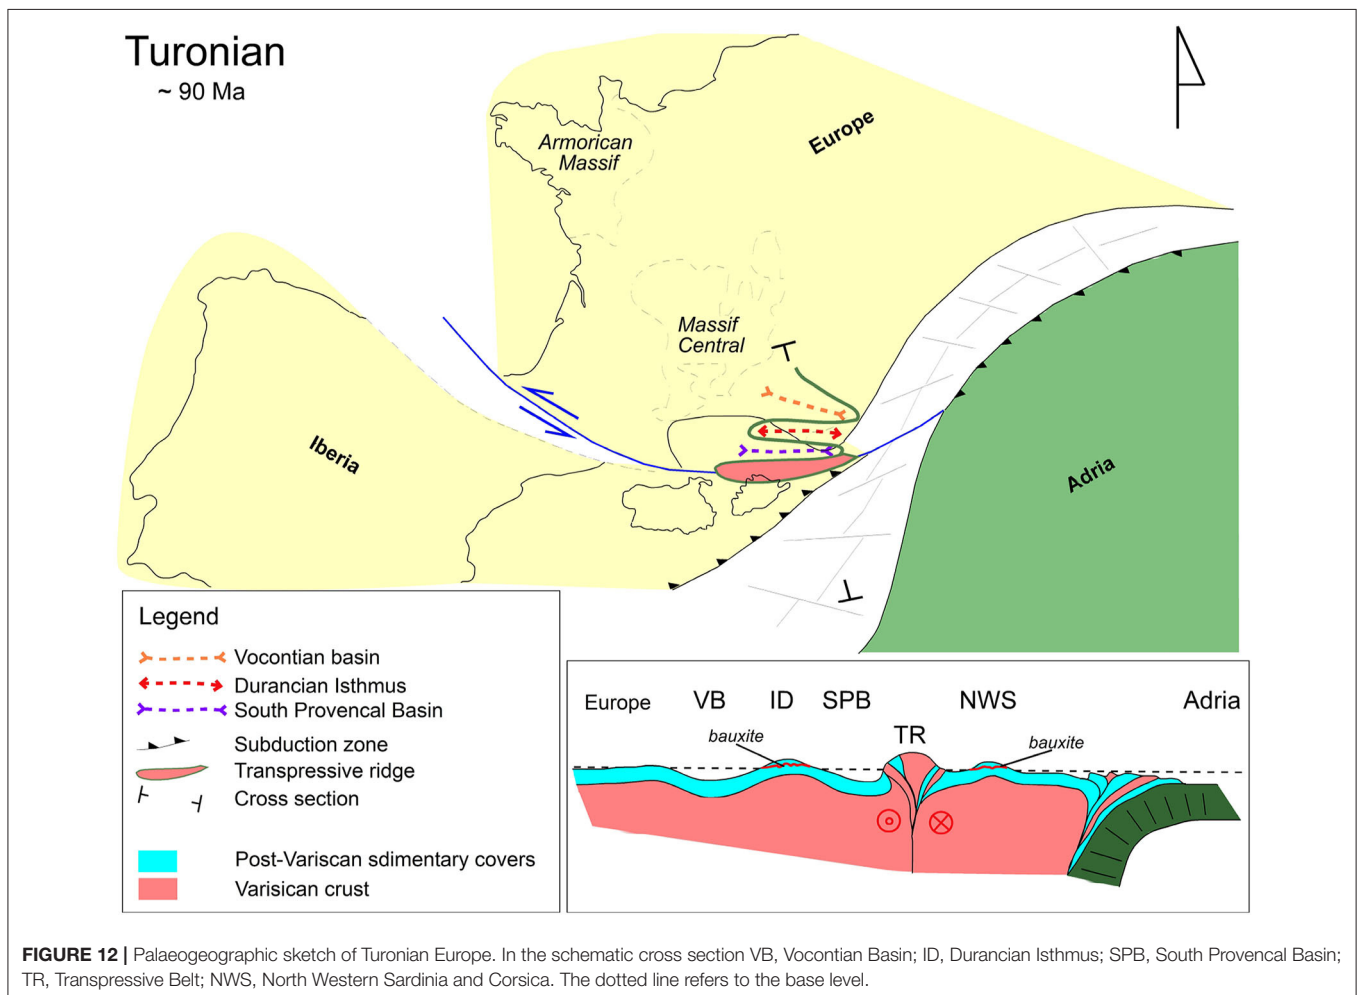 Turonian
~ 90 Ma
Armorican
Massif
Europe
Massif
Central
Iberia
Adria
Legend
Vocontian basin
Durancian Isthmus
South Provencal Basin
Subduction zone
Transpressive ridge
Cross section
Post-Variscan sdimentary covers
Varisican crust
Europe VB ID SPB NWS Adria
TR
bauxite
bauxite
FIGURE 12 | Palaeogeographic sketch of Turonian Europe. In the schematic cross section VB, Vocontian Basin; ID, Durancian Isthmus; SPB, South Provencal Basin;
TR, Transpressive Belt; NWS, North Western Sardinia and Corsica. The dotted line refers to the base level.